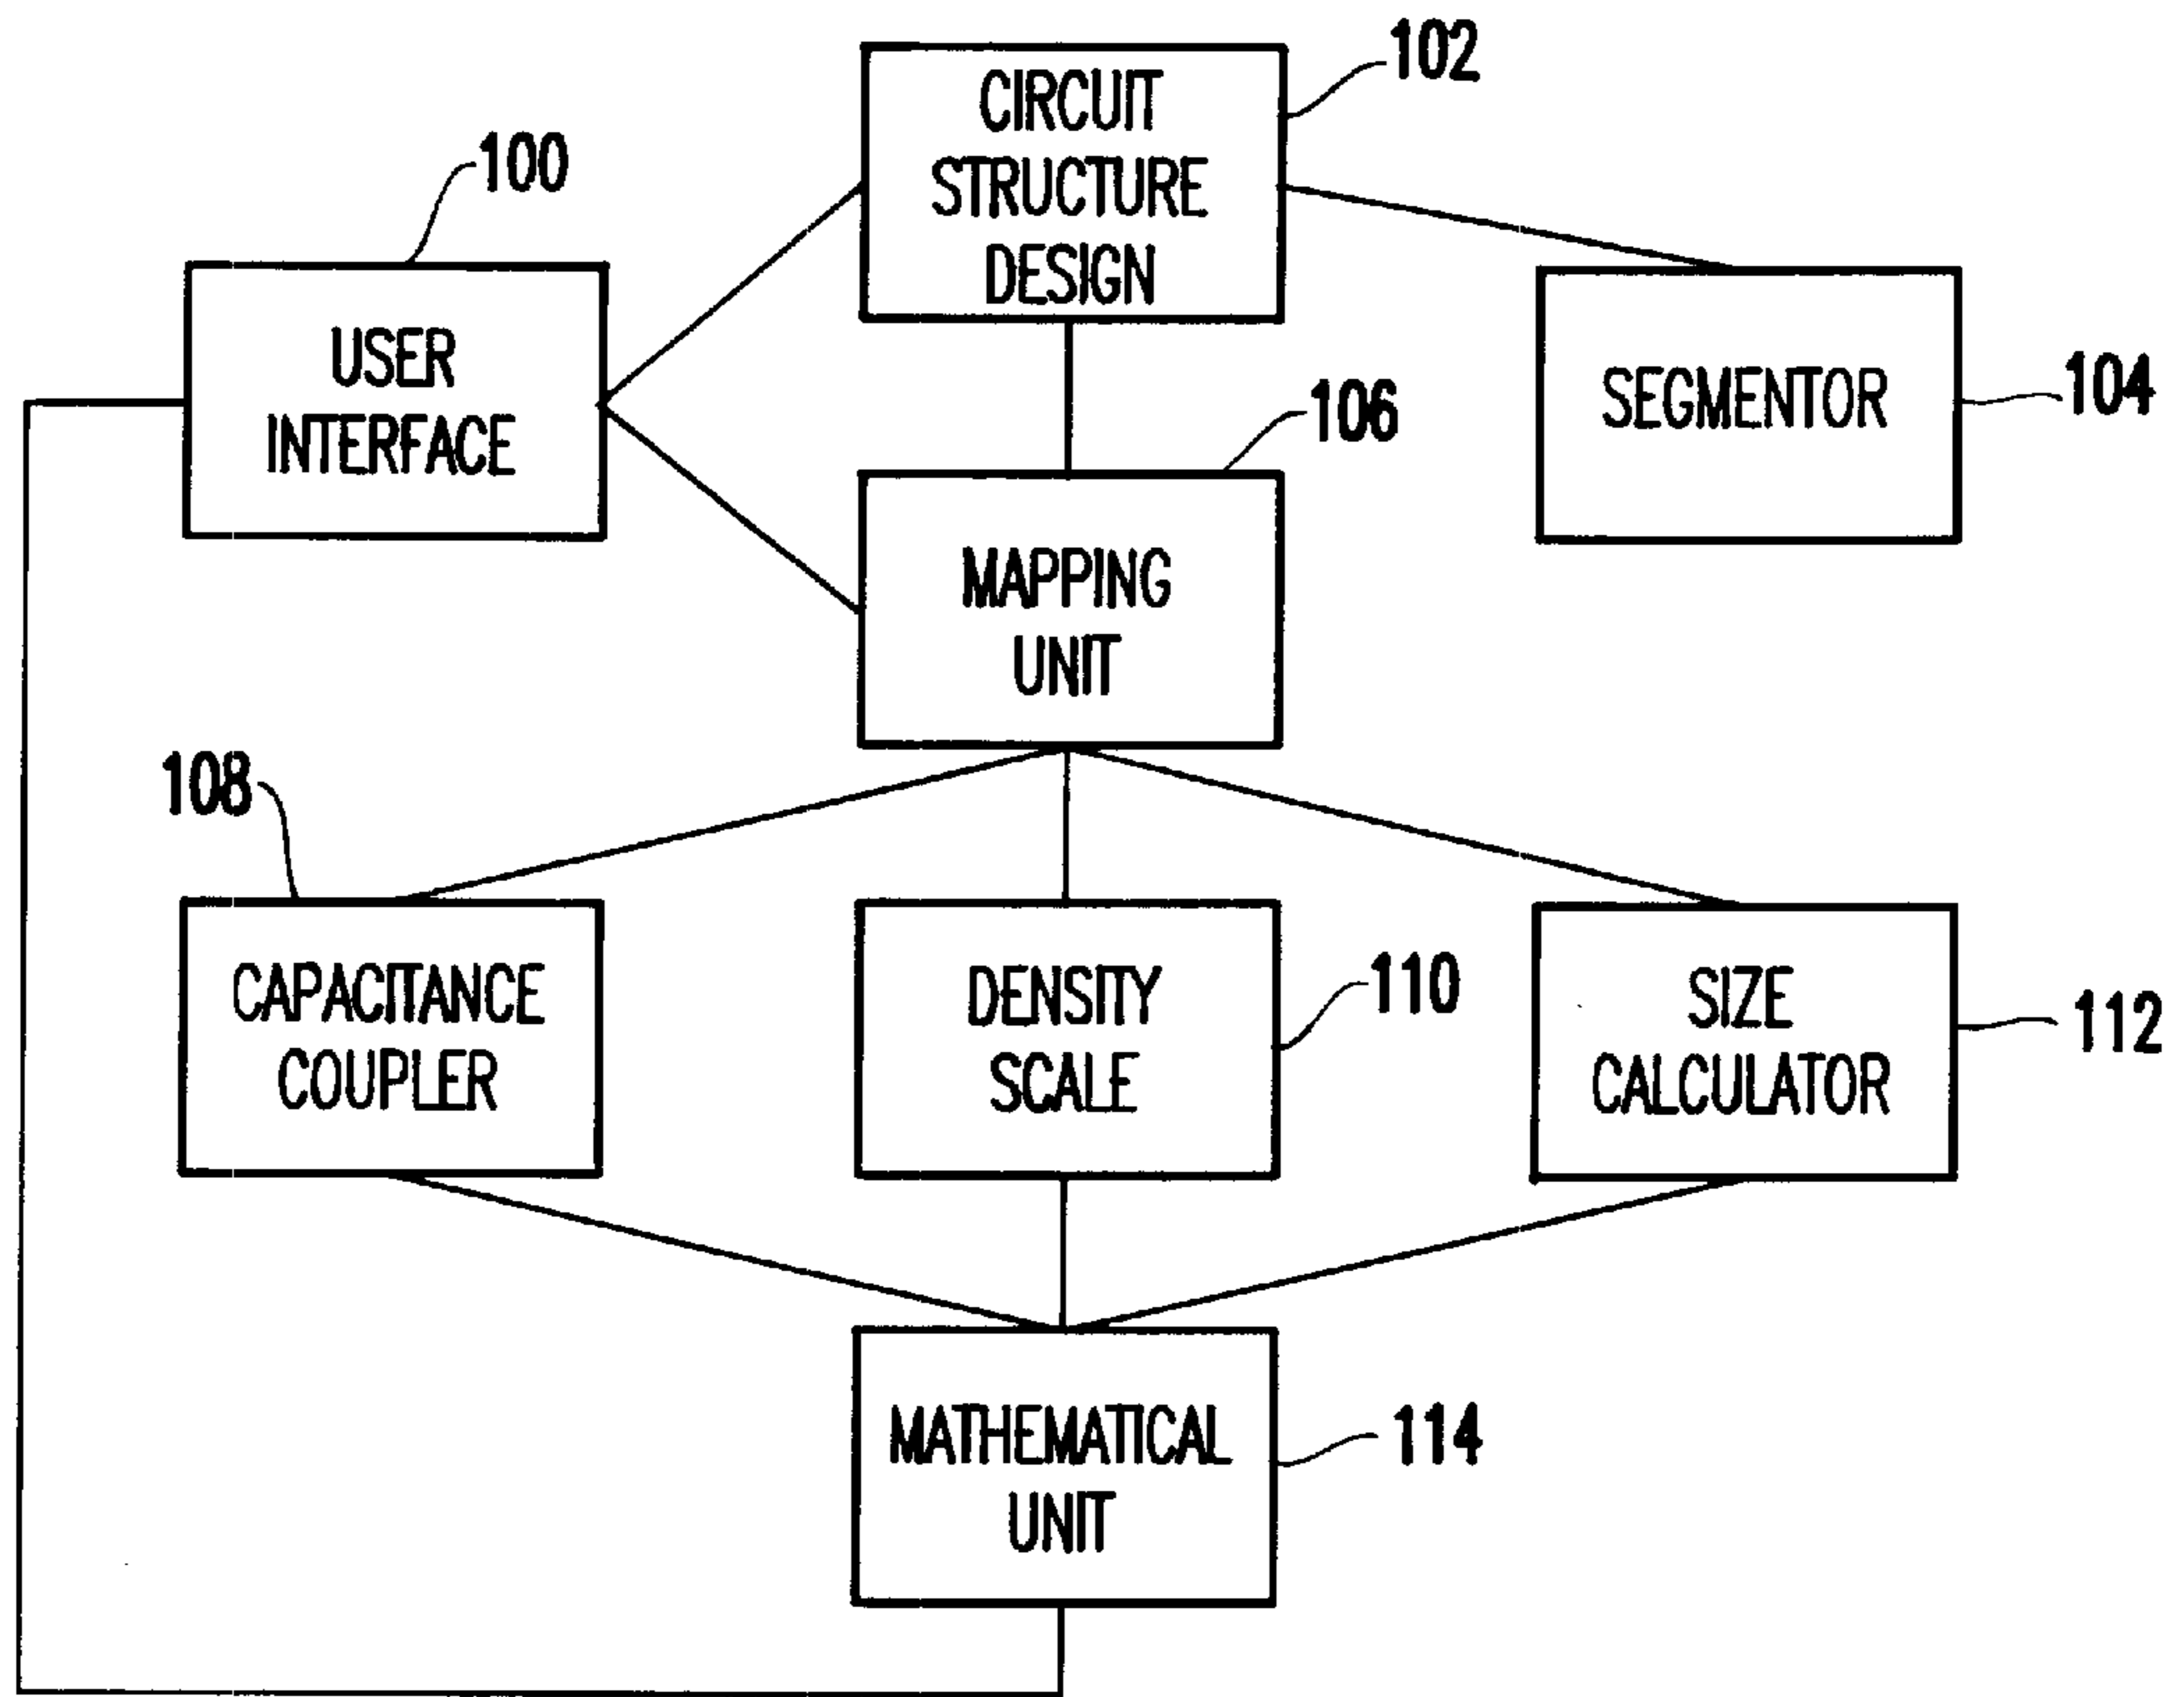 102
CIRCUIT
STRUCTURE
DESIGN
100
USER
INTERFACE
SEGMENTOR
104
106
MAPPING
UNIT
108
CAPACITANCE
COUPLER
DENSITY
SCALE
110
SIZE
CALCULATOR
112
MATHEMATICAL
UNIT
114